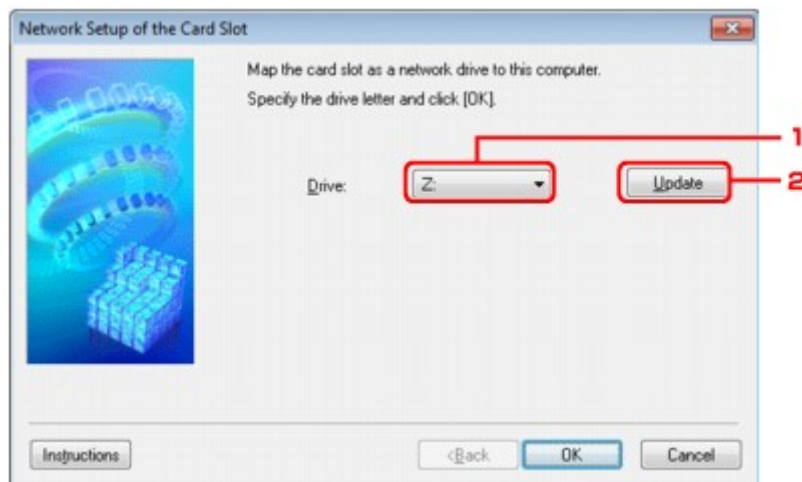 Network Setup of the Card Slot
Map the card slot as a network drive to this computer.
Specify the drive letter and click [OK].
1
Drive: Z: Update
2
Instructions <Back OK Cancel